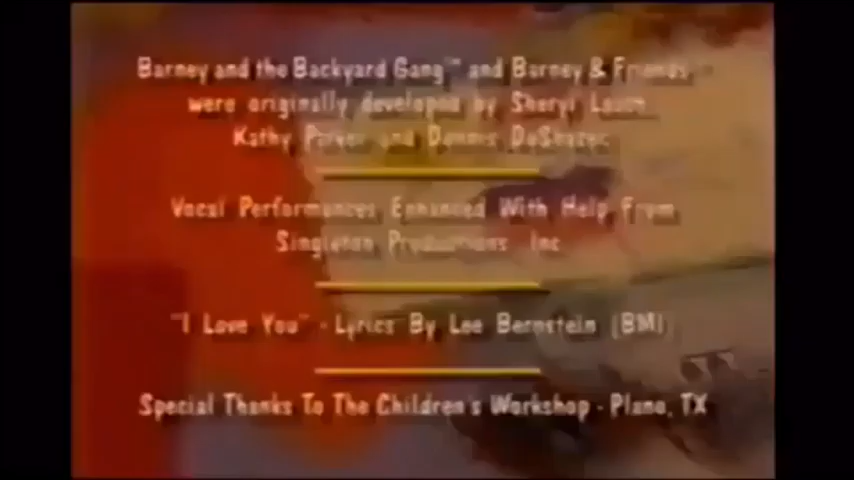 Barney and the Backyard Gang™ and Barney & Friends
were originally developed by Sheryl Leach
Kathy Parker and Dennis DeShazer
Vocal Performances Enhanced With Help From
Singleton Productions Inc
"I Love You" - Lyrics By Lee Bernstein (BMI)
Special Thanks To The Children's Workshop - Plano, TX